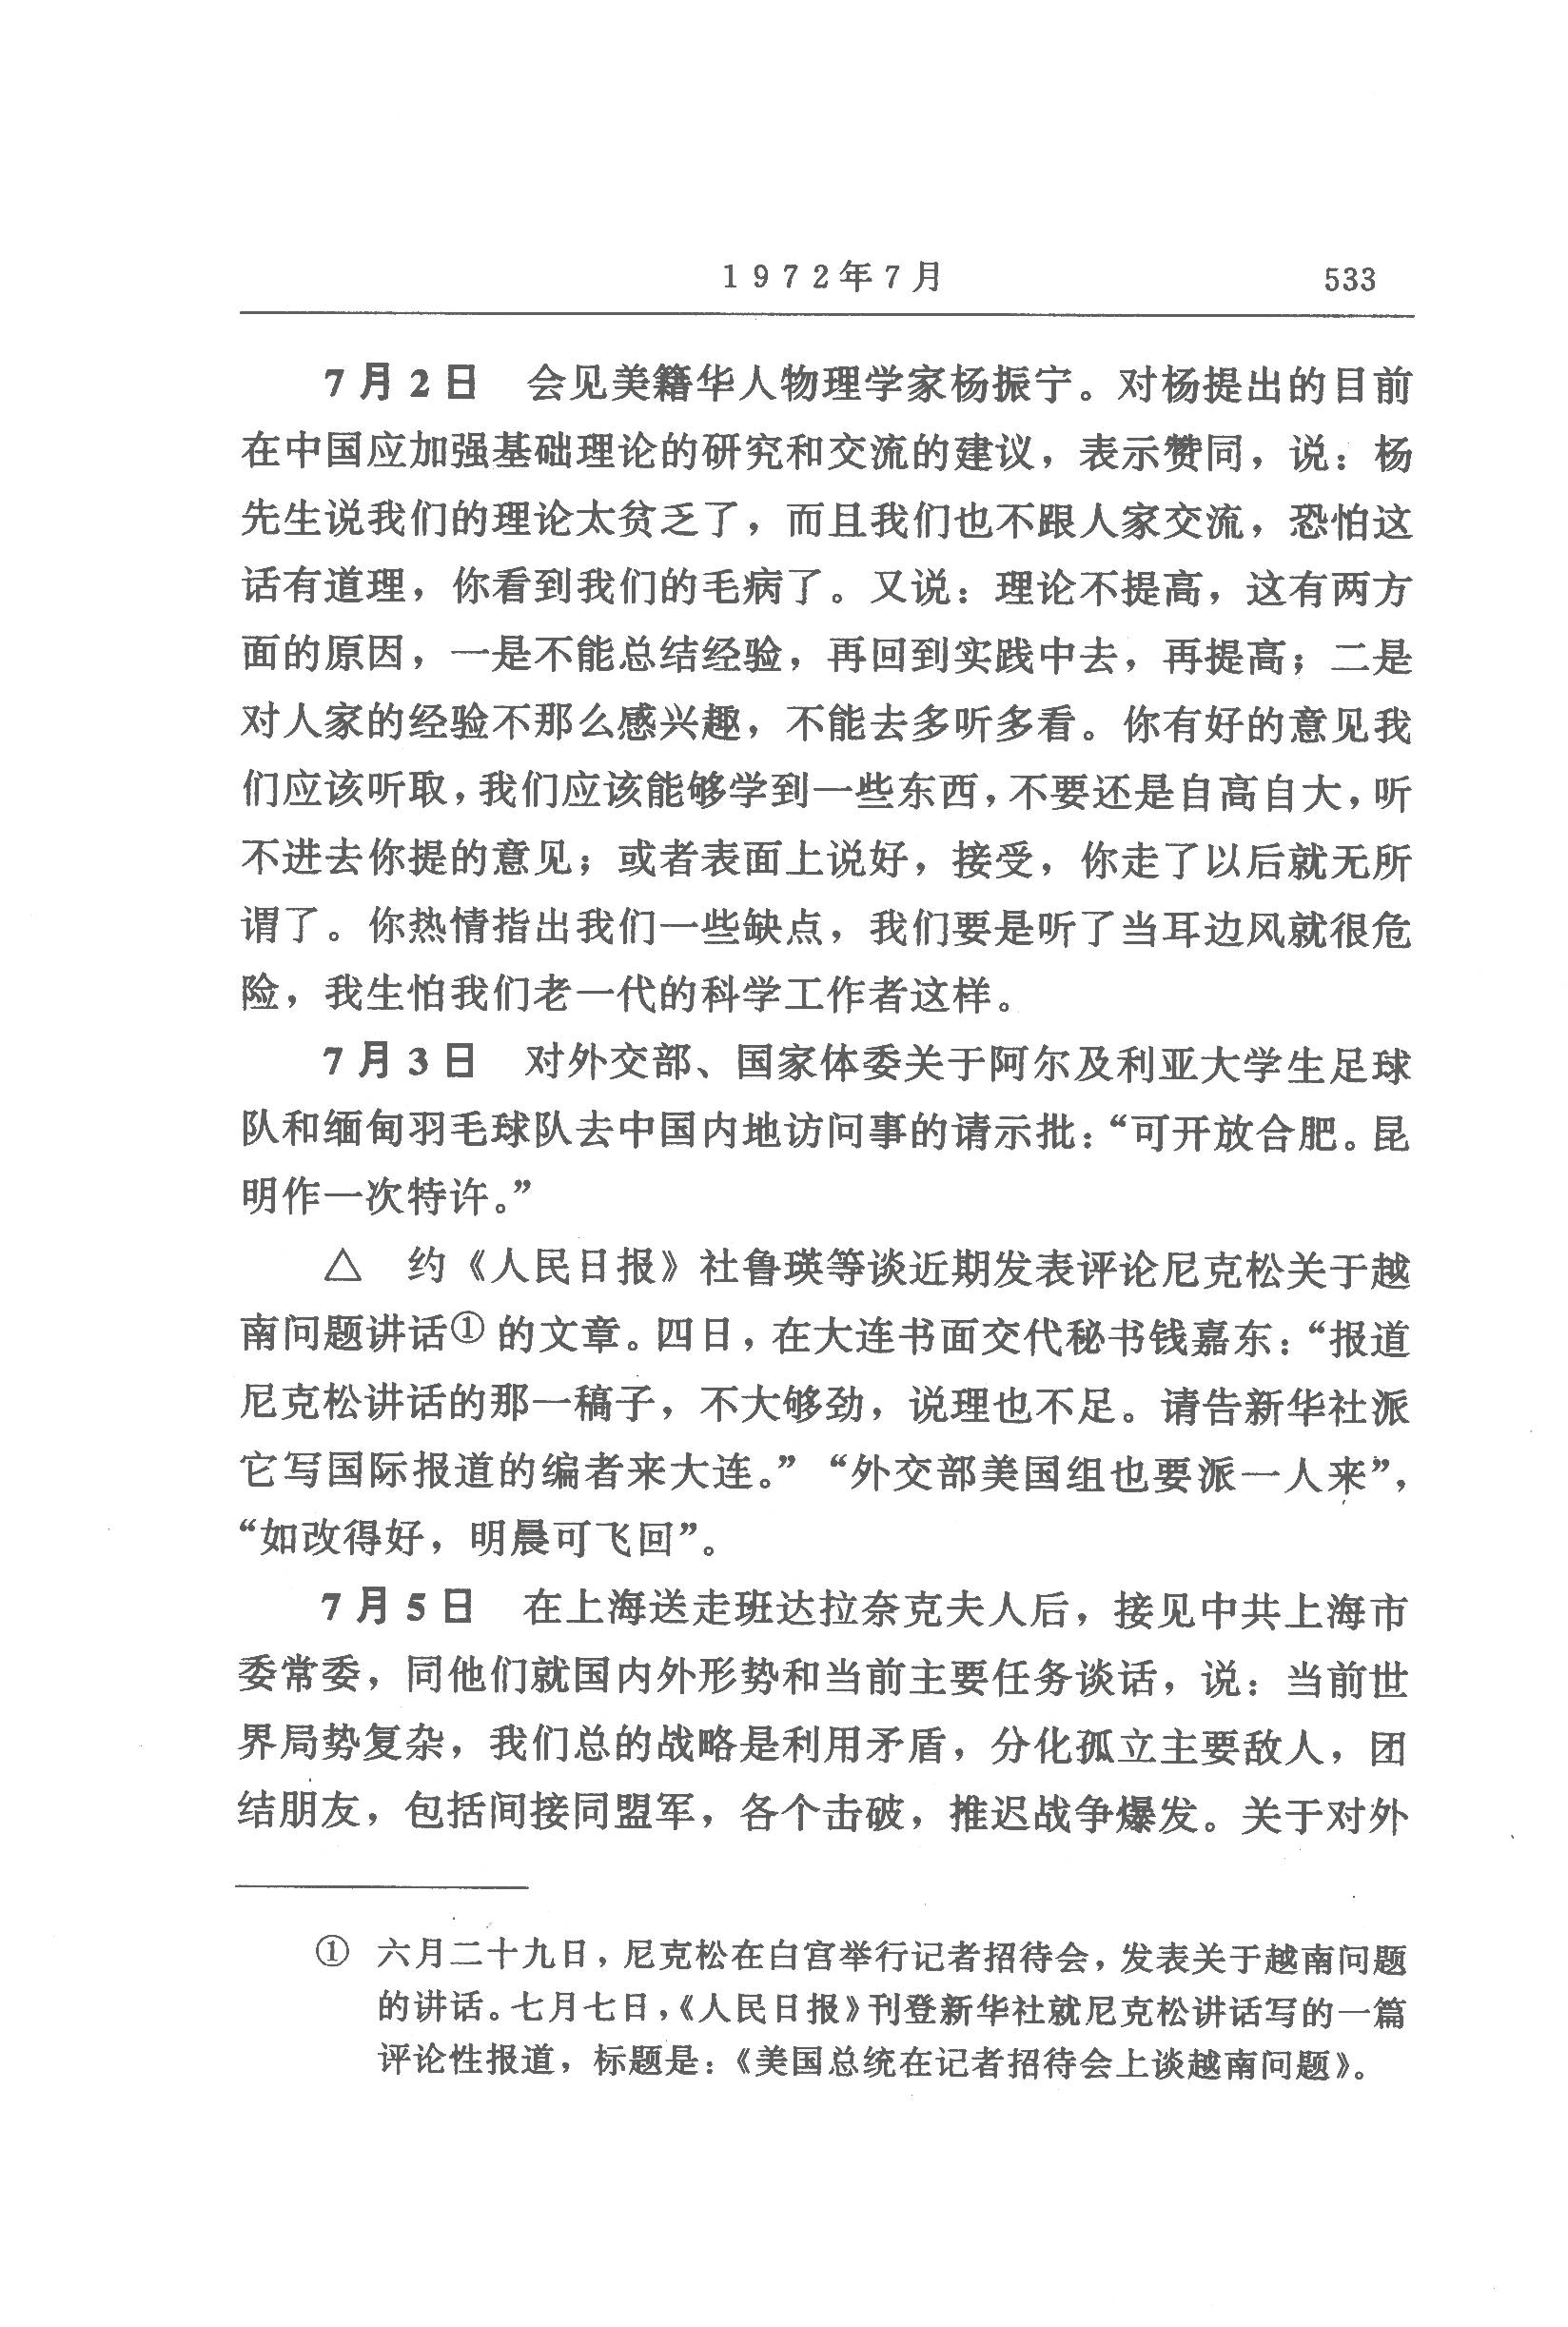 1972年7月 533
7月2日 会见美籍华人物理学家杨振宁。对杨提出的目前
在中国应加强基础理论的研究和交流的建议，表示赞同，说：杨
先生说我们的理论太贫乏了，而且我们也不跟人家交流，恐怕这
话有道理，你看到我们的毛病了。又说：理论不提高，这有两方
面的原因，一是不能总结经验，再回到实践中去，再提高；二是
对人家的经验不那么感兴趣，不能去多听多看。你有好的意见我
们应该听取，我们应该能够学到一些东西，不要还是自高自大，听
不进去你提的意见；或者表面上说好，接受，你走了以后就无所
谓了。你热情指出我们一些缺点，我们要是听了当耳边风就很危
险，我生怕我们老一代的科学工作者这样。
7月3日 对外交部、国家体委关于阿尔及利亚大学生足球
队和缅甸羽毛球队去中国内地访问事的请示批：“可开放合肥。昆
明作一次特许。”
△ 约《人民日报》社鲁瑛等谈近期发表评论尼克松关于越
南问题讲话①的文章。四日，在大连书面交代秘书钱嘉东：“报道
尼克松讲话的那一稿子，不大够劲，说理也不足。请告新华社派
它写国际报道的编者来大连。”“外交部美国组也要派一人来”，
“如改得好，明晨可飞回”。
7月5日 在上海送走班达拉奈克夫人后，接见中共上海市
委常委，同他们就国内外形势和当前主要任务谈话，说：当前世
界局势复杂，我们总的战略是利用矛盾，分化孤立主要敌人，团
结朋友，包括间接同盟军，各个击破，推迟战争爆发。关于对外
① 六月二十九日，尼克松在白宫举行记者招待会，发表关于越南问题
的讲话。七月七日，《人民日报》刊登新华社就尼克松讲话写的一篇
评论性报道，标题是：《美国总统在记者招待会上谈越南问题》。